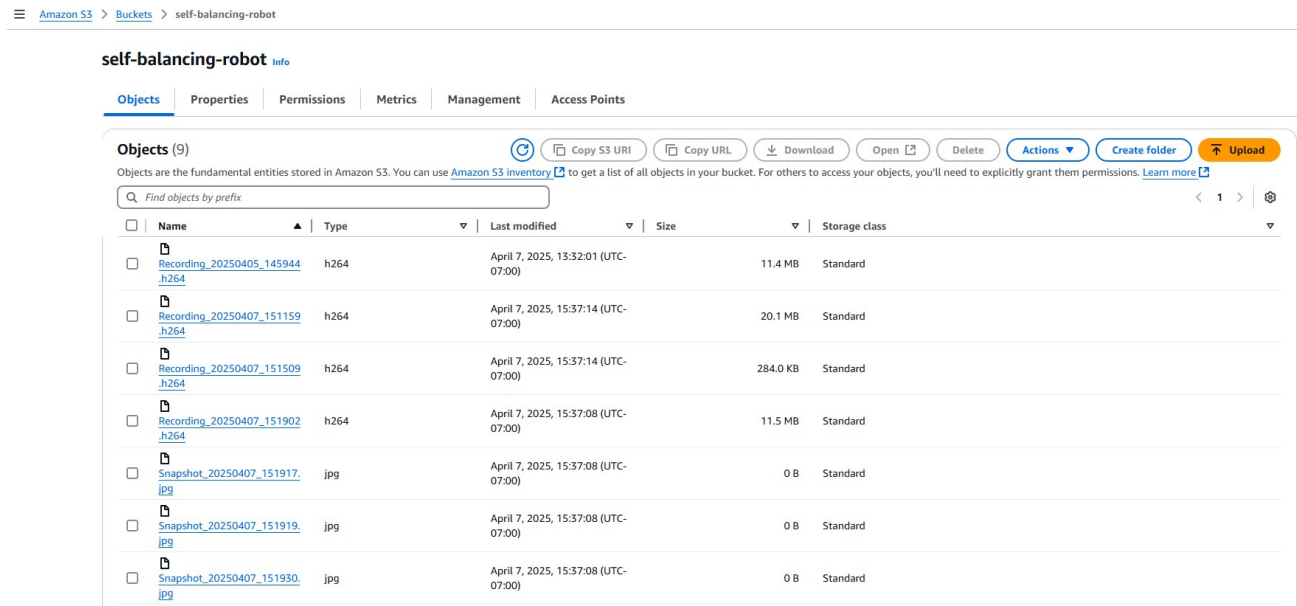 Amazon S3 > Buckets > self-balancing-robot
self-balancing-robot Info
Objects Properties Permissions Metrics Management Access Points
Objects (9) Copy S3 URI Copy URL Download Open Delete Actions Create folder Upload
Objects are the fundamental entities stored in Amazon S3. You can use Amazon S3 inventory to get a list of all objects in your bucket. For others to access your objects, you'll need to explicitly grant them permissions. Learn more
Find objects by prefix < 1 >
Name Type Last modified Size Storage class
Recording_20250405_145944
.h264
h264
April 7, 2025, 13:32:01 (UTC-
07:00)
11.4 MB
Standard
Recording_20250407_151159
.h264
h264
April 7, 2025, 15:37:14 (UTC-
07:00)
20.1 MB
Standard
Recording_20250407_151509
.h264
h264
April 7, 2025, 15:37:14 (UTC-
07:00)
284.0 KB
Standard
Recording_20250407_151902
.h264
h264
April 7, 2025, 15:37:08 (UTC-
07:00)
11.5 MB
Standard
Snapshot_20250407_151917.
jpg
jpg
April 7, 2025, 15:37:08 (UTC-
07:00)
0 B
Standard
Snapshot_20250407_151919.
jpg
jpg
April 7, 2025, 15:37:08 (UTC-
07:00)
0 B
Standard
Snapshot_20250407_151930.
jpg
jpg
April 7, 2025, 15:37:08 (UTC-
07:00)
0 B
Standard